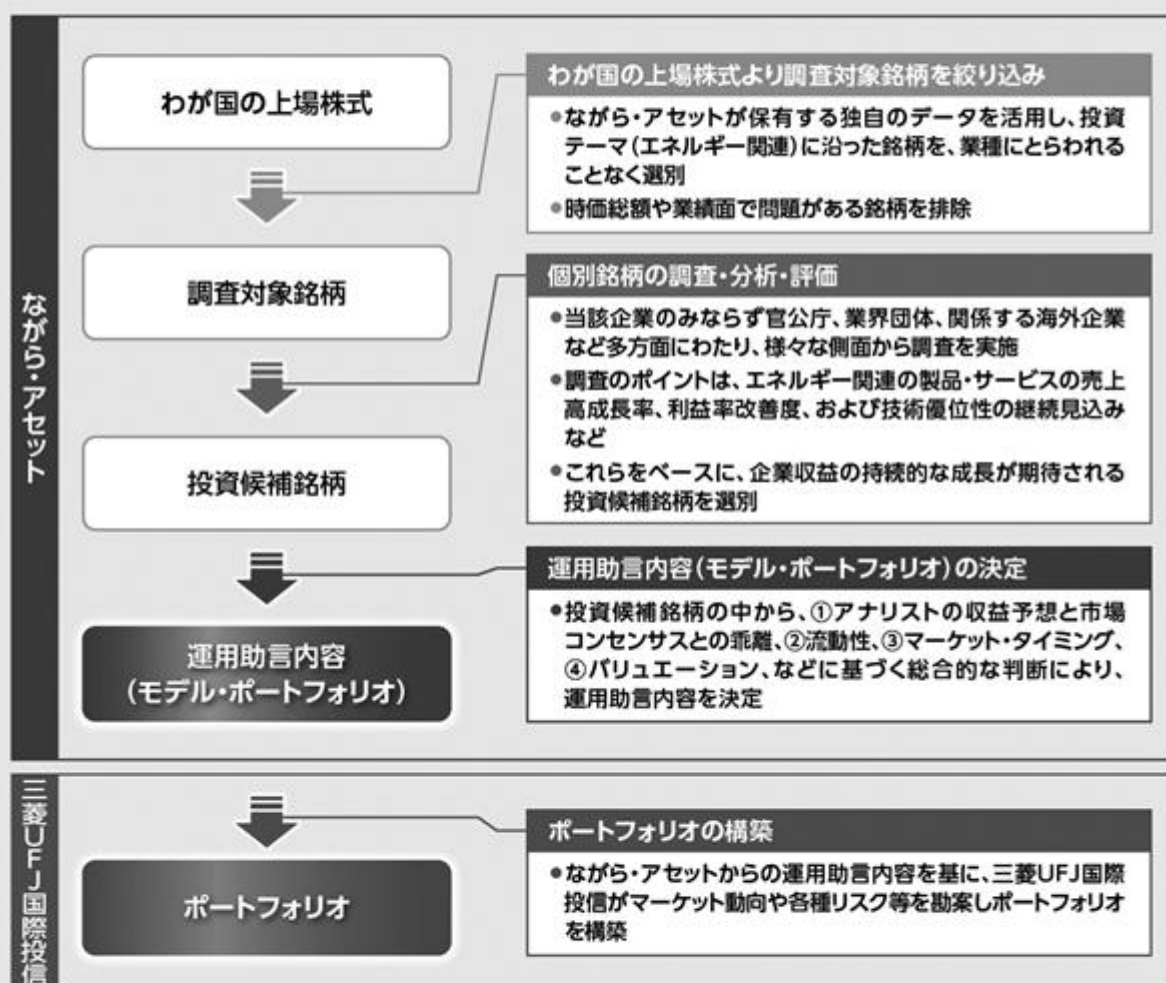 ながら・アセット
わが国の上場株式
わが国の上場株式より調査対象銘柄を絞り込み
●ながら・アセットが保有する独自のデータを活用し、投資
テーマ(エネルギー関連)に沿った銘柄を、業種にとらわれる
ことなく選別
●時価総額や業績面で問題がある銘柄を排除
調査対象銘柄
個別銘柄の調査・分析・評価
●当該企業のみならず官公庁、業界団体、関係する海外企業
など多方面にわたり、様々な側面から調査を実施
●調査のポイントは、エネルギー関連の製品・サービスの売上
高成長率、利益率改善度、および技術優位性の継続見込み
など
●これらをベースに、企業収益の持続的な成長が期待される
投資候補銘柄を選別
投資候補銘柄
運用助言内容(モデル・ポートフォリオ)の決定
●投資候補銘柄の中から、①アナリストの収益予想と市場
コンセンサスとの乖離、②流動性、③マーケット・タイミング、
④バリュエーション、などに基づく総合的な判断により、
運用助言内容を決定
運用助言内容
(モデル・ポートフォリオ)
三菱UFJ国際投信
ポートフォリオの構築
●ながら・アセットからの運用助言内容を基に、三菱UFJ国際
投信がマーケット動向や各種リスク等を勘案しポートフォリオ
を構築
ポートフォリオ